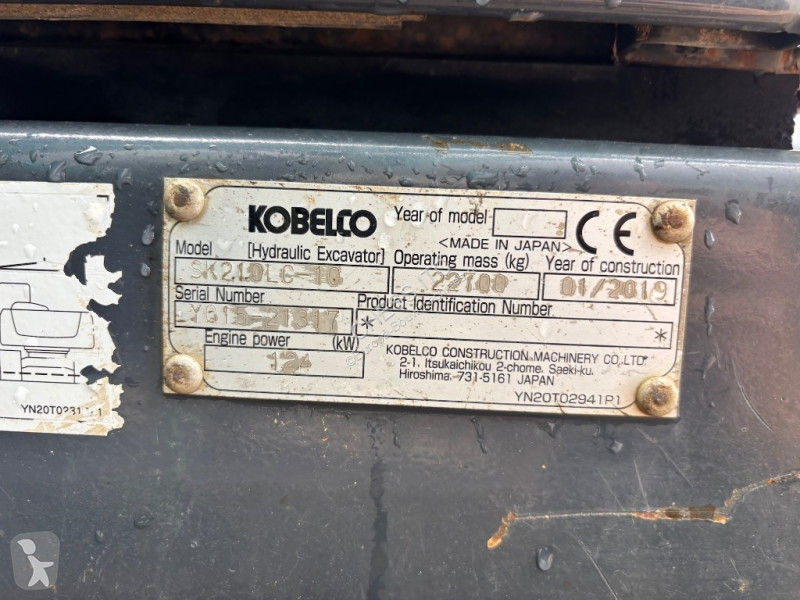 KOBELCO
Year of model
CE
<MADE IN JAPAN>
Model [Hydraulic Excavator] Operating mass (kg) Year of construction
SK210LC-10 22700 01/2019
Serial Number Product Identification Number
YQ15-21317 * *
Engine power (kW)
124
KOBELCO CONSTRUCTION MACHINERY CO., LTD.
2-1, Itsukaichikou 2-chome, Saeki-ku,
Hiroshima, 731-5161 JAPAN
YN20T02941P1